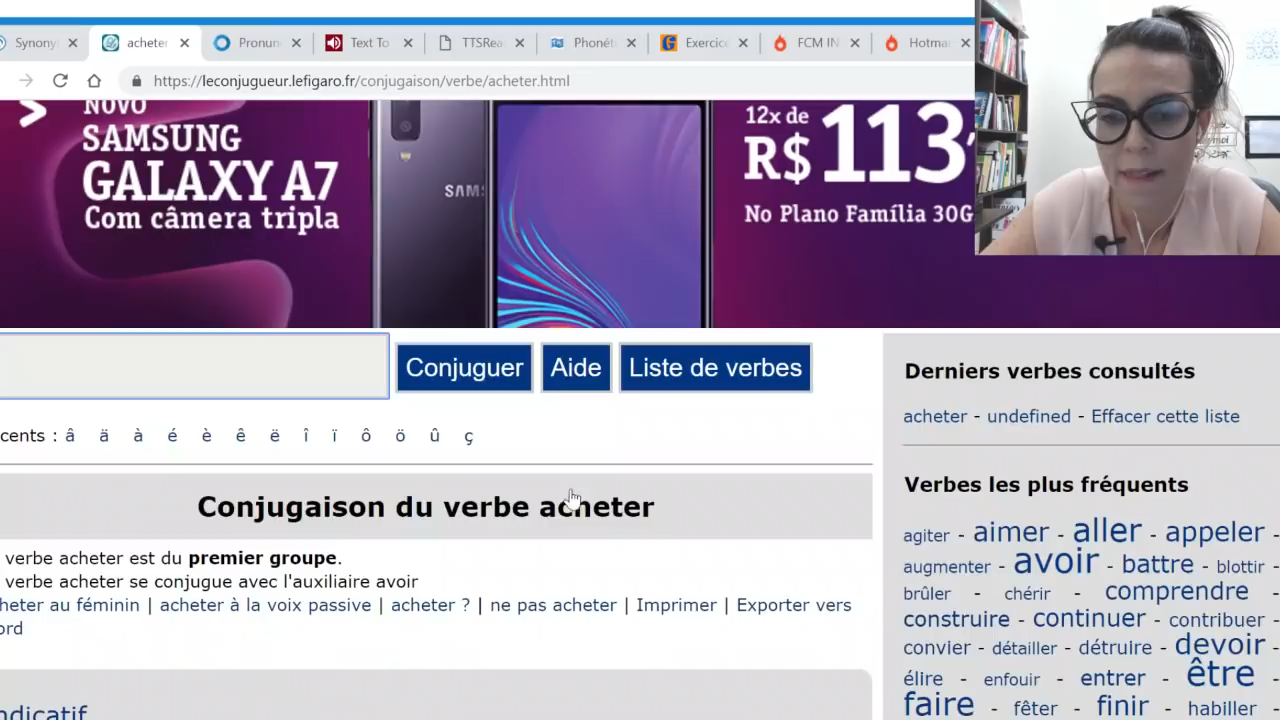 Synony
acheter
Pronun
Text To
TTSRea
Phonét
Exercic
FCM IN
Hotma
https://leconjugueur.lefigaro.fr/conjugaison/verbe/acheter.html
NOVO
SAMSUNG
GALAXY A7
Com câmera tripla
SAMS
12x de
R$ 113,
No Plano Família 30G
moi
Conjuguer Aide Liste de verbes
cents : â ä à é è ê ë î ï ô ö û ç
Conjugaison du verbe acheter
verbe acheter est du premier groupe.
verbe acheter se conjugue avec l'auxiliaire avoir
heter au féminin | acheter à la voix passive | acheter ? | ne pas acheter | Imprimer | Exporter vers
ord
ndicatif
Derniers verbes consultés
acheter - undefined - Effacer cette liste
Verbes les plus fréquents
agiter - aimer - aller - appeler -
augmenter - avoir - battre - blottir -
brûler - chérir - comprendre -
construire - continuer - contribuer -
convier - détailler - détruire - devoir -
élire - enfouir - entrer - être -
faire - fêter - finir - habiller -